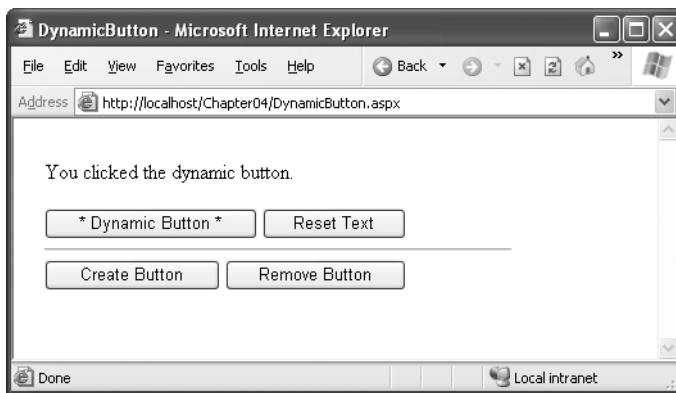 DynamicButton - Microsoft Internet Explorer
File Edit View Favorites Tools Help Back »
Address http://localhost/Chapter04/DynamicButton.aspx
You clicked the dynamic button.
* Dynamic Button * Reset Text
Create Button Remove Button
Done Local intranet